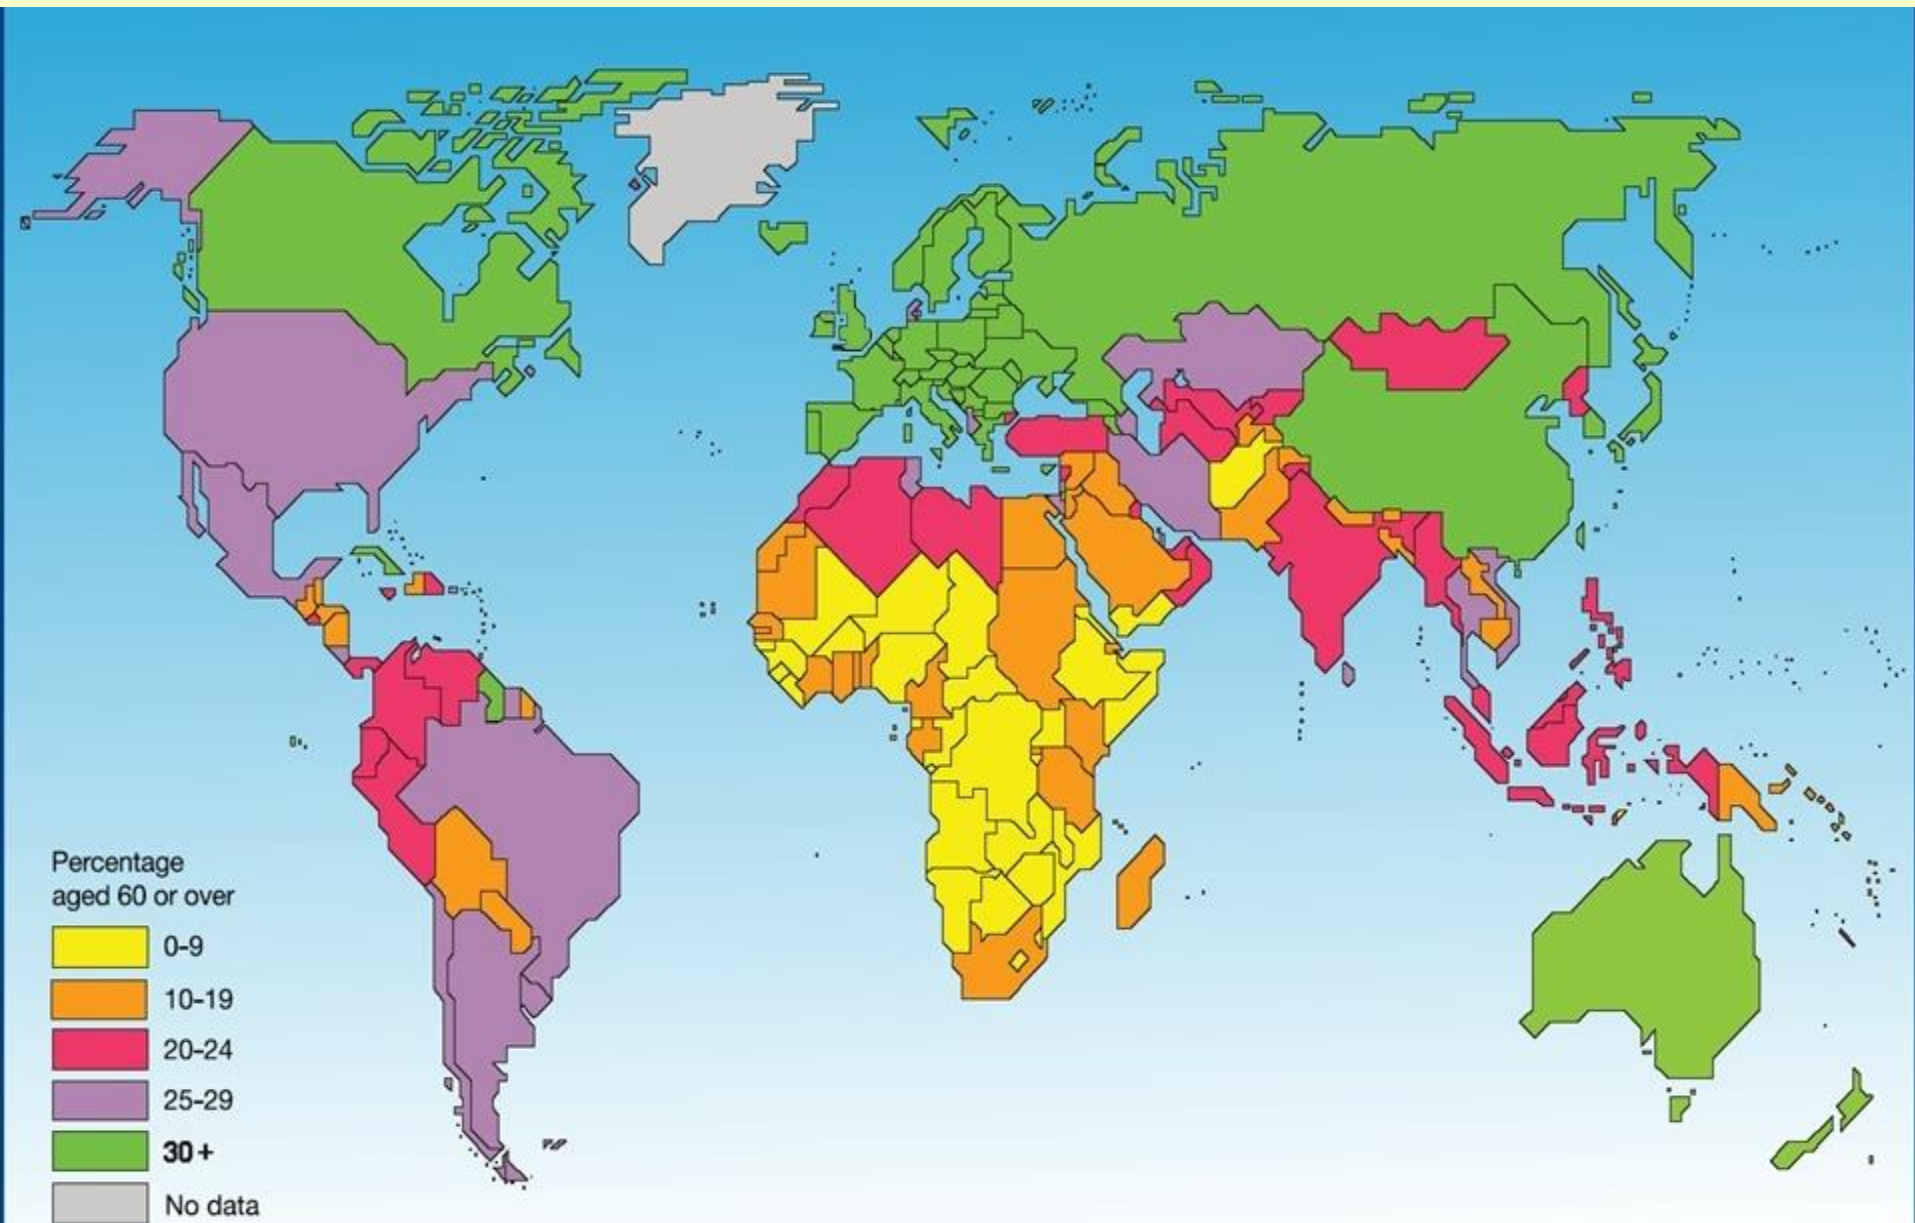 Percentage
aged 60 or over
0-9
10-19
20-24
25-29
30+
No data